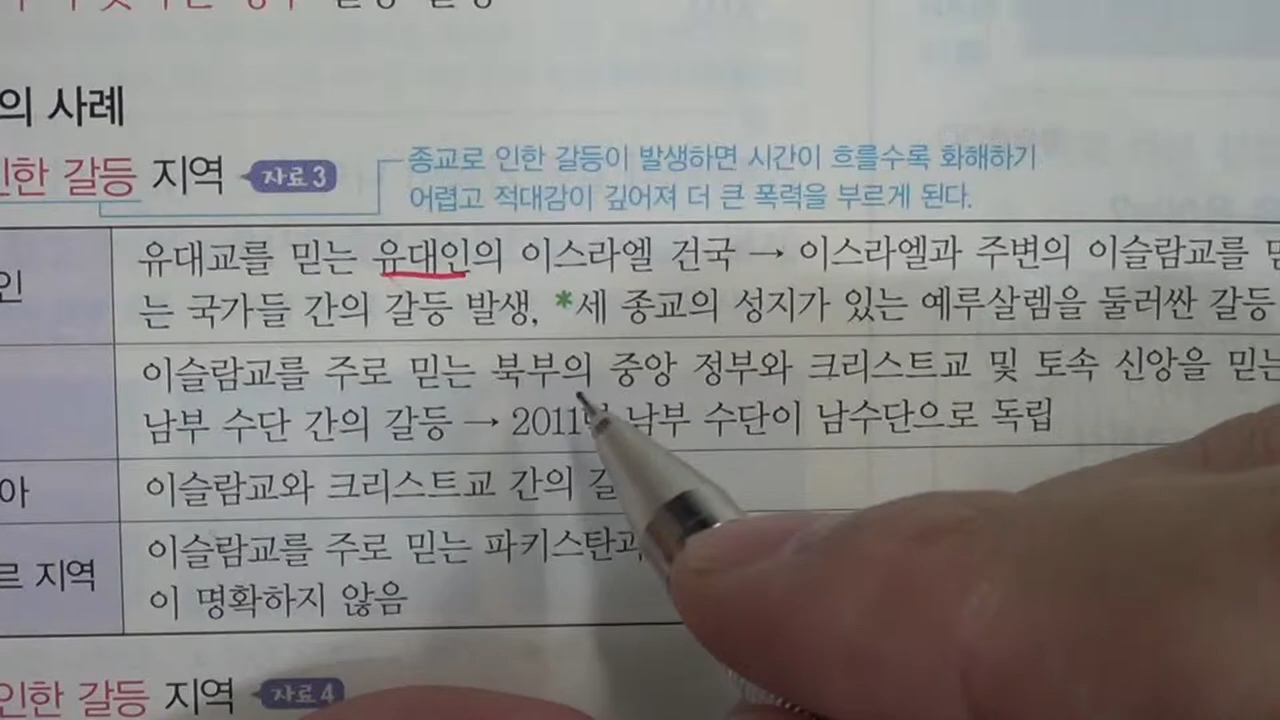 의 사례
인한 갈등 지역 자료 3
종교로 인한 갈등이 발생하면 시간이 흐를수록 화해하기
어렵고 적대감이 깊어져 더 큰 폭력을 부르게 된다.
인
유대교를 믿는 유대인의 이스라엘 건국 → 이스라엘과 주변의 이슬람교를 믿
는 국가들 간의 갈등 발생, *세 종교의 성지가 있는 예루살렘을 둘러싼 갈등
이슬람교를 주로 믿는 북부의 중앙 정부와 크리스트교 및 토속 신앙을 믿는
남부 수단 간의 갈등 → 2011년 남부 수단이 남수단으로 독립
아
이슬람교와 크리스트교 간의
르 지역
이슬람교를 주로 믿는 파키스탄과
이 명확하지 않음
인한 갈등 지역 자료 4